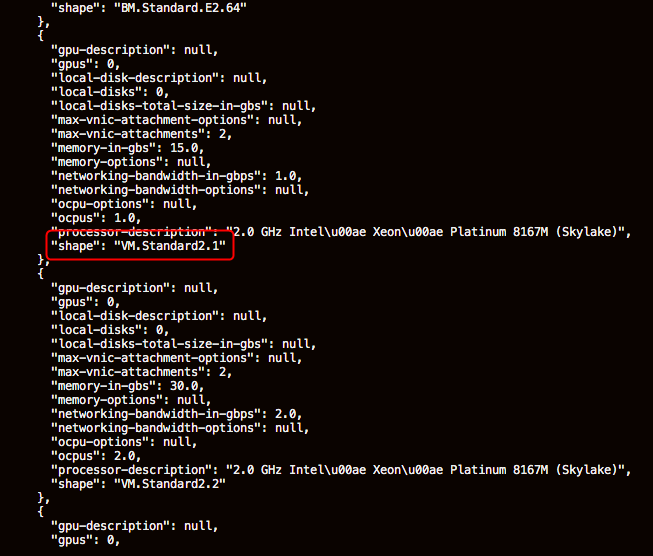 "shape": "BM.Standard.E2.64"
},
{
"gpu-description": null,
"gpus": 0,
"local-disk-description": null,
"local-disks": 0,
"local-disks-total-size-in-gbs": null,
"max-vnic-attachment-options": null,
"max-vnic-attachments": 2,
"memory-in-gbs": 15.0,
"memory-options": null,
"networking-bandwidth-in-gbps": 1.0,
"networking-bandwidth-options": null,
"ocpu-options": null,
"ocpus": 1.0,
"processor-description": "2.0 GHz Intel\u00ae Xeon\u00ae Platinum 8167M (Skylake)",
"shape": "VM.Standard2.1"
},
{
"gpu-description": null,
"gpus": 0,
"local-disk-description": null,
"local-disks": 0,
"local-disks-total-size-in-gbs": null,
"max-vnic-attachment-options": null,
"max-vnic-attachments": 2,
"memory-in-gbs": 30.0,
"memory-options": null,
"networking-bandwidth-in-gbps": 2.0,
"networking-bandwidth-options": null,
"ocpu-options": null,
"ocpus": 2.0,
"processor-description": "2.0 GHz Intel\u00ae Xeon\u00ae Platinum 8167M (Skylake)",
"shape": "VM.Standard2.2"
},
{
"gpu-description": null,
"gpus": 0,